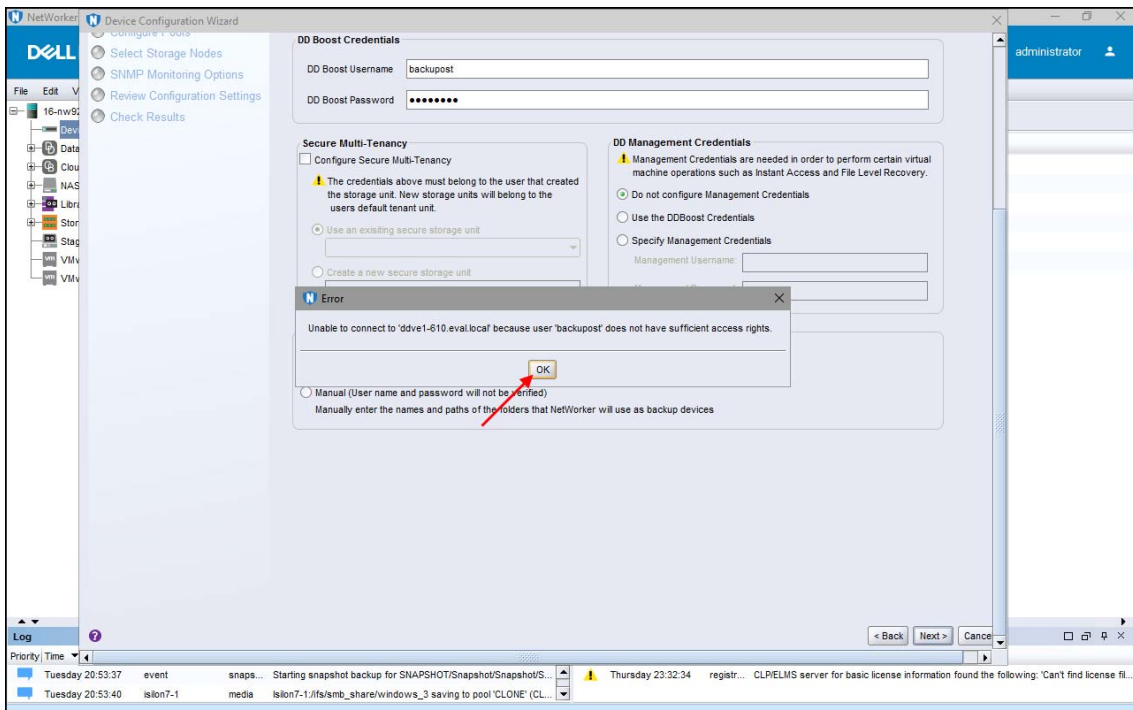 NetWorker
Device Configuration Wizard
DELL
administrator
File Edit V
16-nw92
Devi
Data
Clou
NAS
Libra
Stor
Stag
VMv
VMv
Configure Pools
Select Storage Nodes
SNMP Monitoring Options
Review Configuration Settings
Check Results
DD Boost Credentials
DD Boost Username backupost
DD Boost Password ••••••••
Secure Multi-Tenancy
Configure Secure Multi-Tenancy
The credentials above must belong to the user that created
the storage unit. New storage units will belong to the
users default tenant unit.
Use an exisiting secure storage unit
Create a new secure storage unit
DD Management Credentials
Management Credentials are needed in order to perform certain virtual
machine operations such as Instant Access and File Level Recovery.
Do not configure Management Credentials
Use the DDBoost Credentials
Specify Management Credentials
Management Username:
Error
Unable to connect to 'ddve1-610.eval.local' because user 'backupost' does not have sufficient access rights.
OK
Manual (User name and password will not be verified)
Manually enter the names and paths of the folders that NetWorker will use as backup devices
< Back Next > Cance
Log
Priority Time
Tuesday 20:53:37 event snaps... Starting snapshot backup for SNAPSHOT/Snapshot/Snapshot/S...
Tuesday 20:53:40 isilon7-1 media Isilon7-1:/ifs/smb_share/windows_3 saving to pool 'CLONE' (CL...
Thursday 23:32:34 registr... CLP/ELMS server for basic license information found the following: 'Can't find license fil...